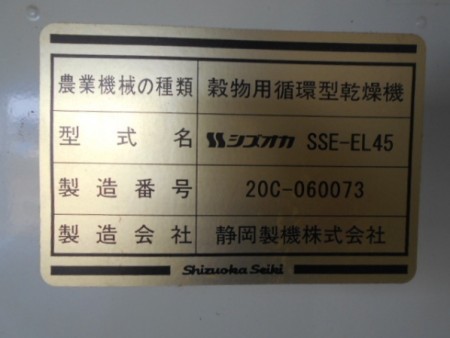 農業機械の種類 穀物用循環型乾燥機
型式名 シズオカ SSE-EL45
製造番号 20C-060073
製造会社 静岡製機株式会社
Shizuoka Seiki